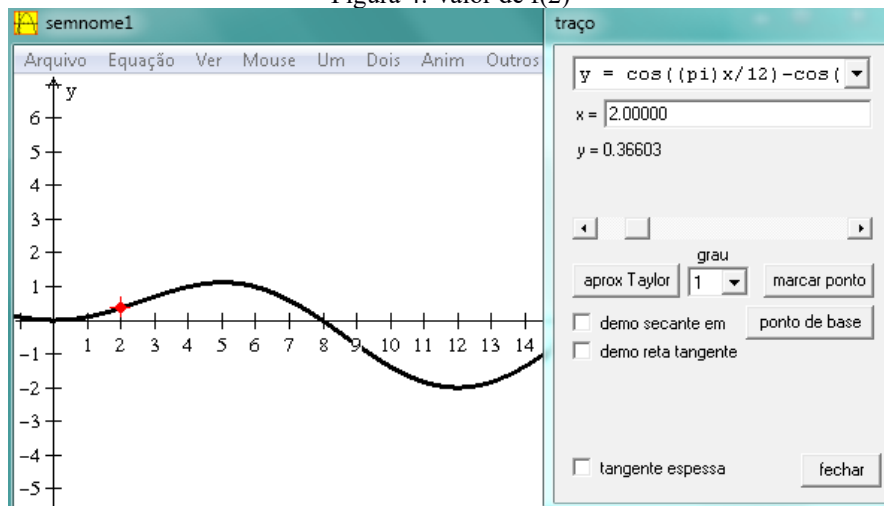 Figura 4: Valor de f(2)
semnome1
Arquivo Equação Ver Mouse Um Dois Anim Outros
y
6
5
4
3
2
1
1 2 3 4 5 6 7 8 9 10 11 12 13 14
-1
-2
-3
-4
-5
traço
y = cos((pi)x/12)-cos(
x = 2.00000
y = 0.36603
grau
aprox Taylor 1 marcar ponto
demo secante em ponto de base
demo reta tangente
tangente espessa fechar